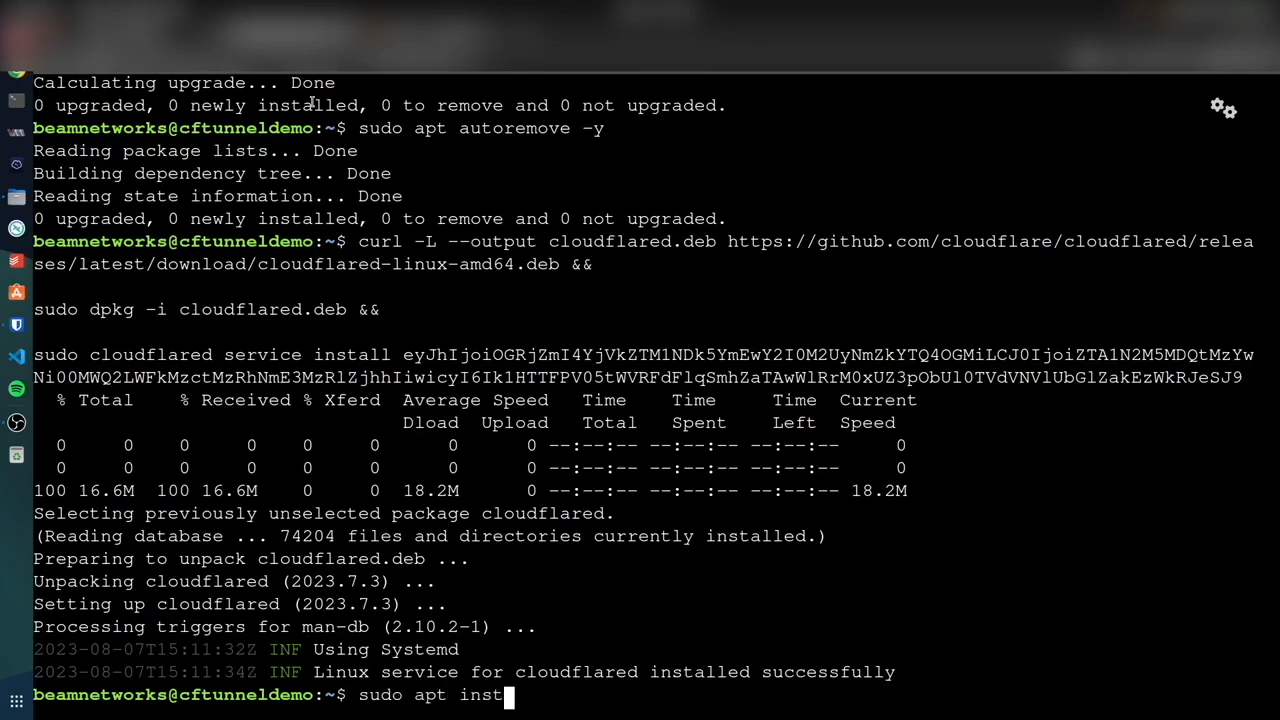 Calculating upgrade... Done
0 upgraded, 0 newly installed, 0 to remove and 0 not upgraded.
beamnetworks@cftunneldemo:~$ sudo apt autoremove -y
Reading package lists... Done
Building dependency tree... Done
Reading state information... Done
0 upgraded, 0 newly installed, 0 to remove and 0 not upgraded.
beamnetworks@cftunneldemo:~$ curl -L --output cloudflared.deb https://github.com/cloudflare/cloudflared/relea
ses/latest/download/cloudflared-linux-amd64.deb &&
sudo dpkg -i cloudflared.deb &&
sudo cloudflared service install eyJhIjoiOGRjZmI4YjVkZTM1NDk5YmEwY2I0M2UyNmZkYTQ4OGMiLCJ0IjoiZTA1N2M5MDQtMzYw
Ni00MWQ2LWFkMzctMzRhNmE3MzRlZjhhIiwicyI6Ik1HTTFPV05tWVRFdFlqSmhZaTAwWlRrM0xUZ3pObUl0TVdVNVlUbGlZakEzWkRJeSJ9
% Total % Received % Xferd Average Speed Time Time Time Current
Dload Upload Total Spent Left Speed
0 0 0 0 0 0 0 0 --:--:-- --:--:-- --:--:-- 0
0 0 0 0 0 0 0 0 --:--:-- --:--:-- --:--:-- 0
100 16.6M 100 16.6M 0 0 18.2M 0 --:--:-- --:--:-- --:--:-- 18.2M
Selecting previously unselected package cloudflared.
(Reading database ... 74204 files and directories currently installed.)
Preparing to unpack cloudflared.deb ...
Unpacking cloudflared (2023.7.3) ...
Setting up cloudflared (2023.7.3) ...
Processing triggers for man-db (2.10.2-1) ...
2023-08-07T15:11:32Z INF Using Systemd
2023-08-07T15:11:34Z INF Linux service for cloudflared installed successfully
beamnetworks@cftunneldemo:~$ sudo apt inst